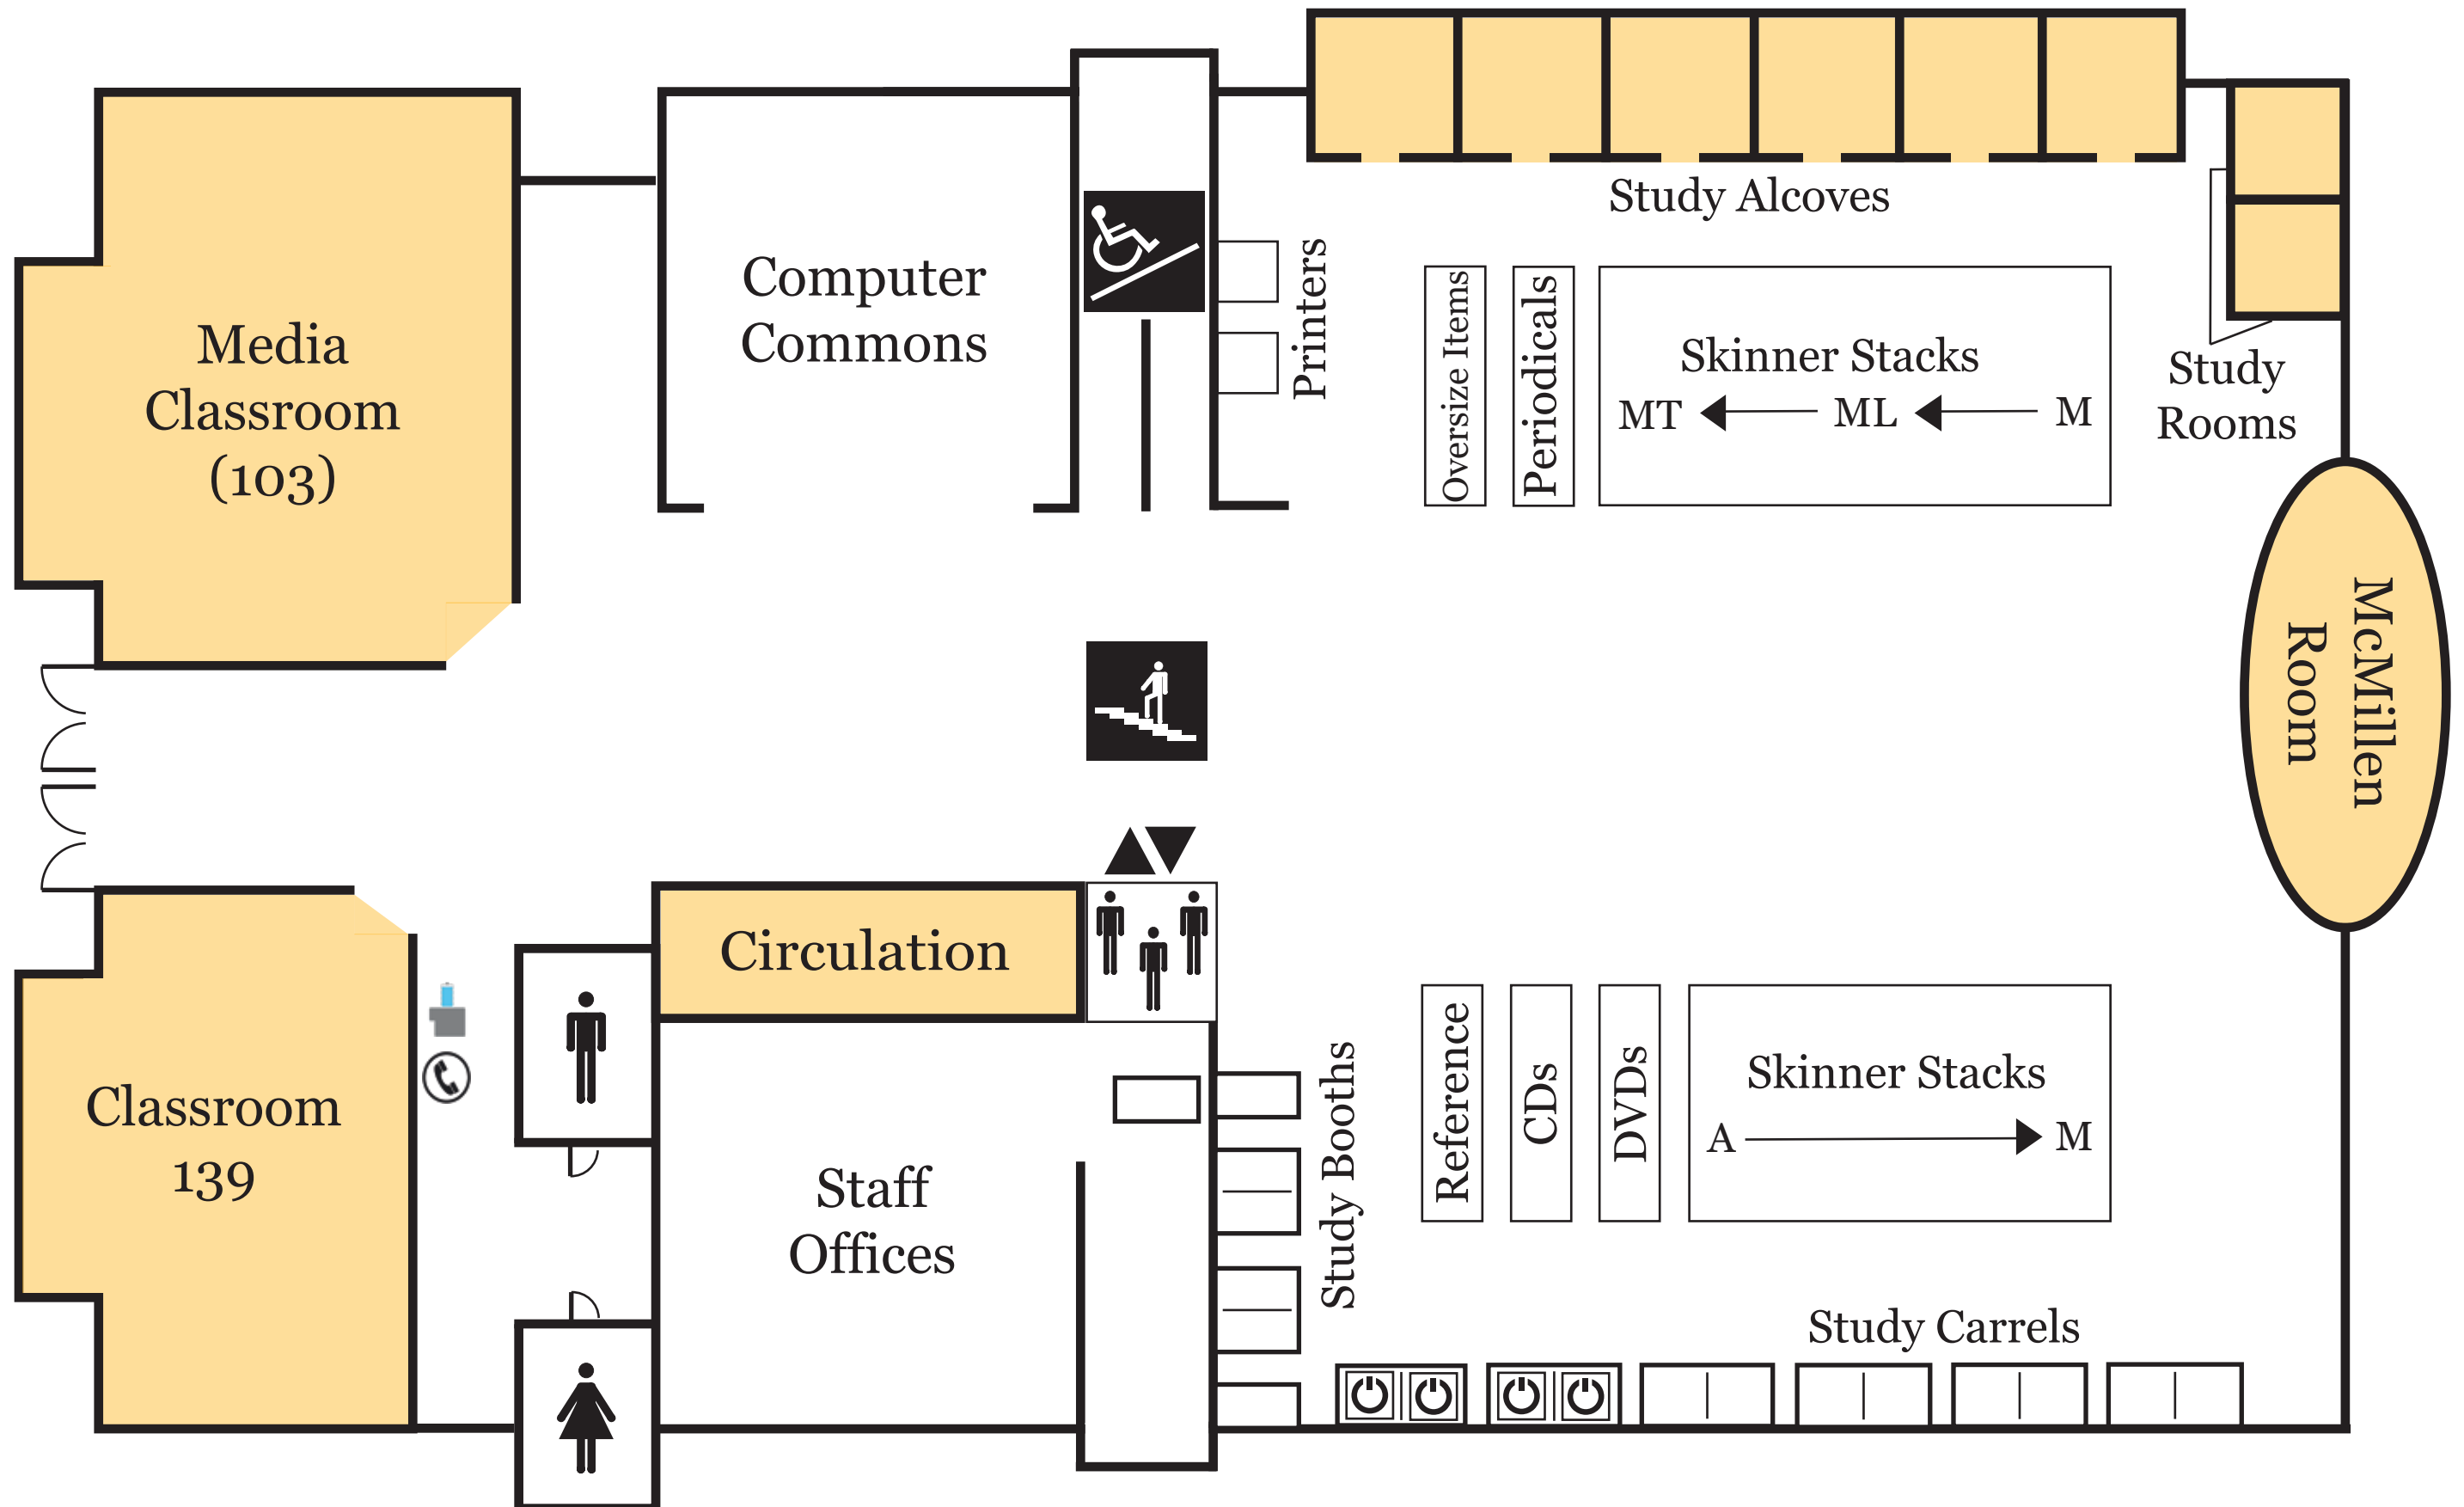 Study Alcoves
Computer
Commons
Printers
Oversize Items
Periodicals
Skinner Stacks
MT
ML
M
Study
Rooms
Media
Classroom
(103)
McMillen
Room
Circulation
Classroom
139
Staff
Offices
Study Booths
Reference
CDs
DVDs
Skinner Stacks
A
M
Study Carrels